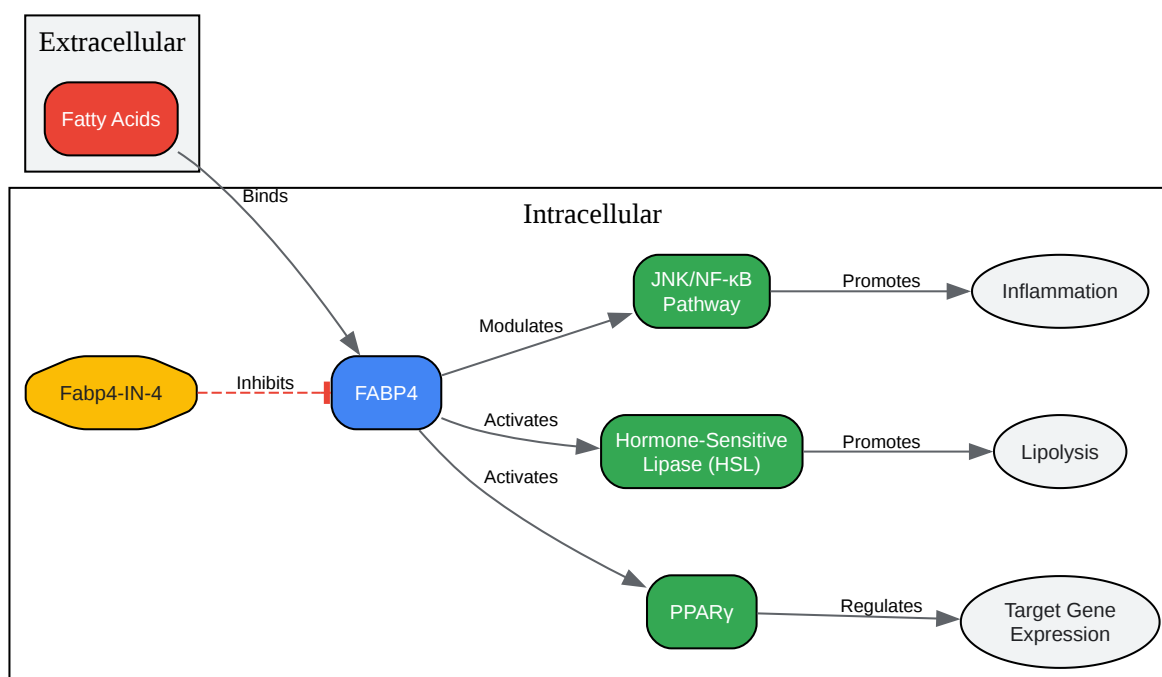 Extracellular
Fatty Acids
Binds
Intracellular
JNK/NF-κB
Pathway
Promotes
Inflammation
Modulates
Fabp4-IN-4
Inhibits
FABP4
Activates
Hormone-Sensitive
Lipase (HSL)
Promotes
Lipolysis
Activates
PPARγ
Regulates
Target Gene
Expression